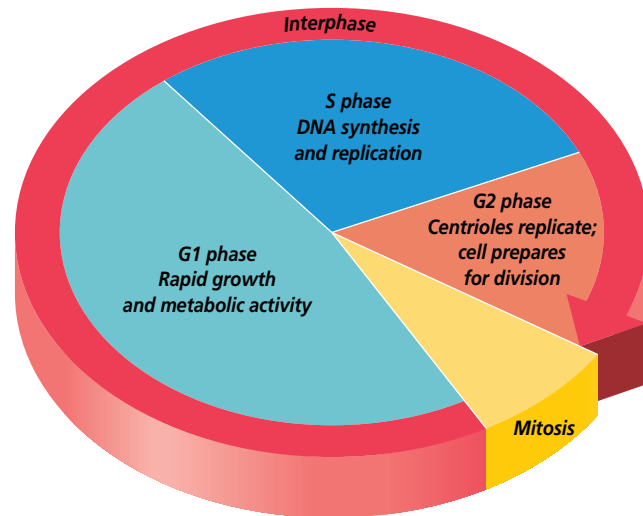 Interphase
S phase
DNA synthesis
and replication
G2 phase
Centrioles replicate;
cell prepares
for division
G1 phase
Rapid growth
and metabolic activity
Mitosis